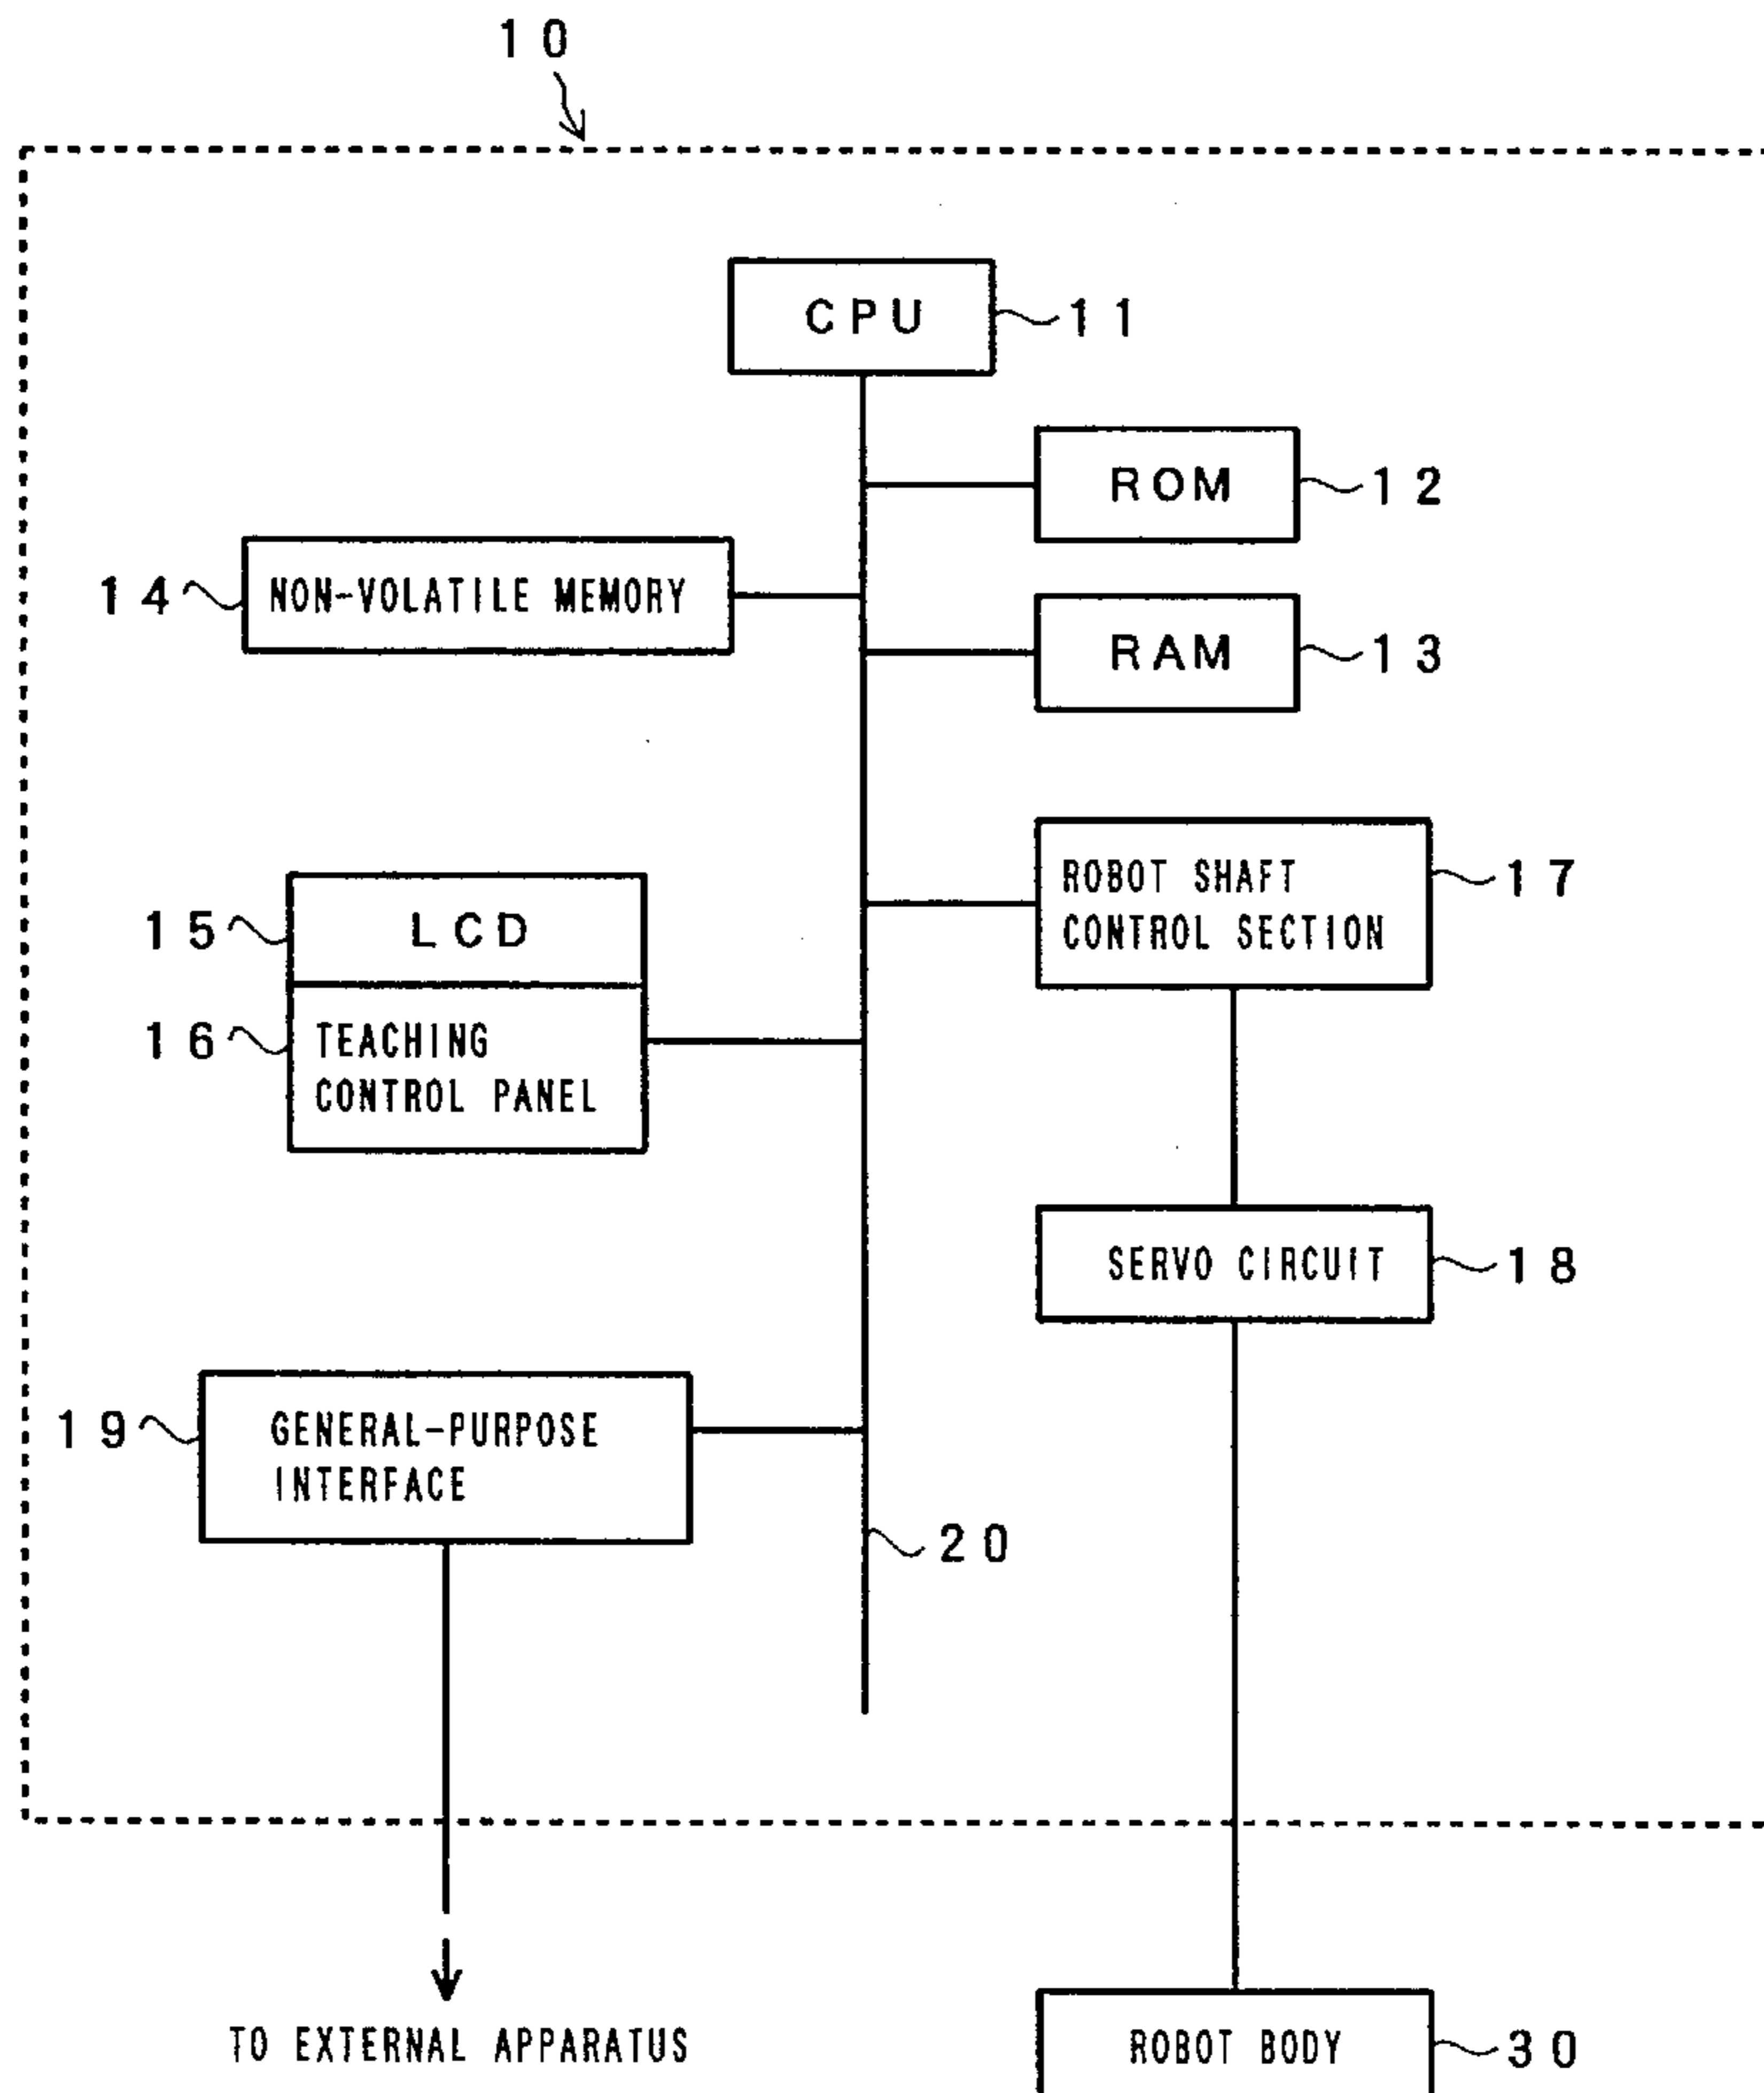 10
CPU
11
ROM
12
14
NON-VOLATILE MEMORY
RAM
13
ROBOT SHAFT
CONTROL SECTION
17
15
LCD
16
TEACHING
CONTROL PANEL
SERVO CIRCUIT
18
19
GENERAL-PURPOSE
INTERFACE
20
TO EXTERNAL APPARATUS
ROBOT BODY
30